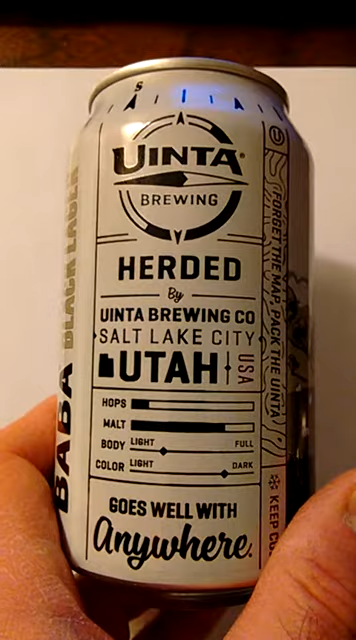 S
UINTA
BREWING
HERDED
By
UINTA BREWING CO
SALT LAKE CITY
UTAH
USA
HOPS
MALT
BODY LIGHT FULL
COLOR LIGHT DARK
GOES WELL WITH
Anywhere.
BABA BLACK LAGER
U
FORGET THE MAP, PACK THE UINTA
KEEP